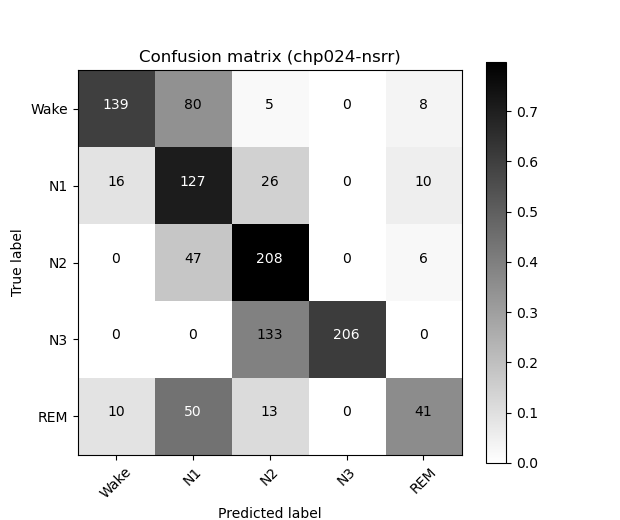 Confusion matrix (chp024-nsrr)
Wake 139 80 5 0 8
N1 16 127 26 0 10
N2 0 47 208 0 6
N3 0 0 133 206 0
REM 10 50 13 0 41
Wake N1 N2 N3 REM
Predicted label
True label
0.7
0.6
0.5
0.4
0.3
0.2
0.1
0.0